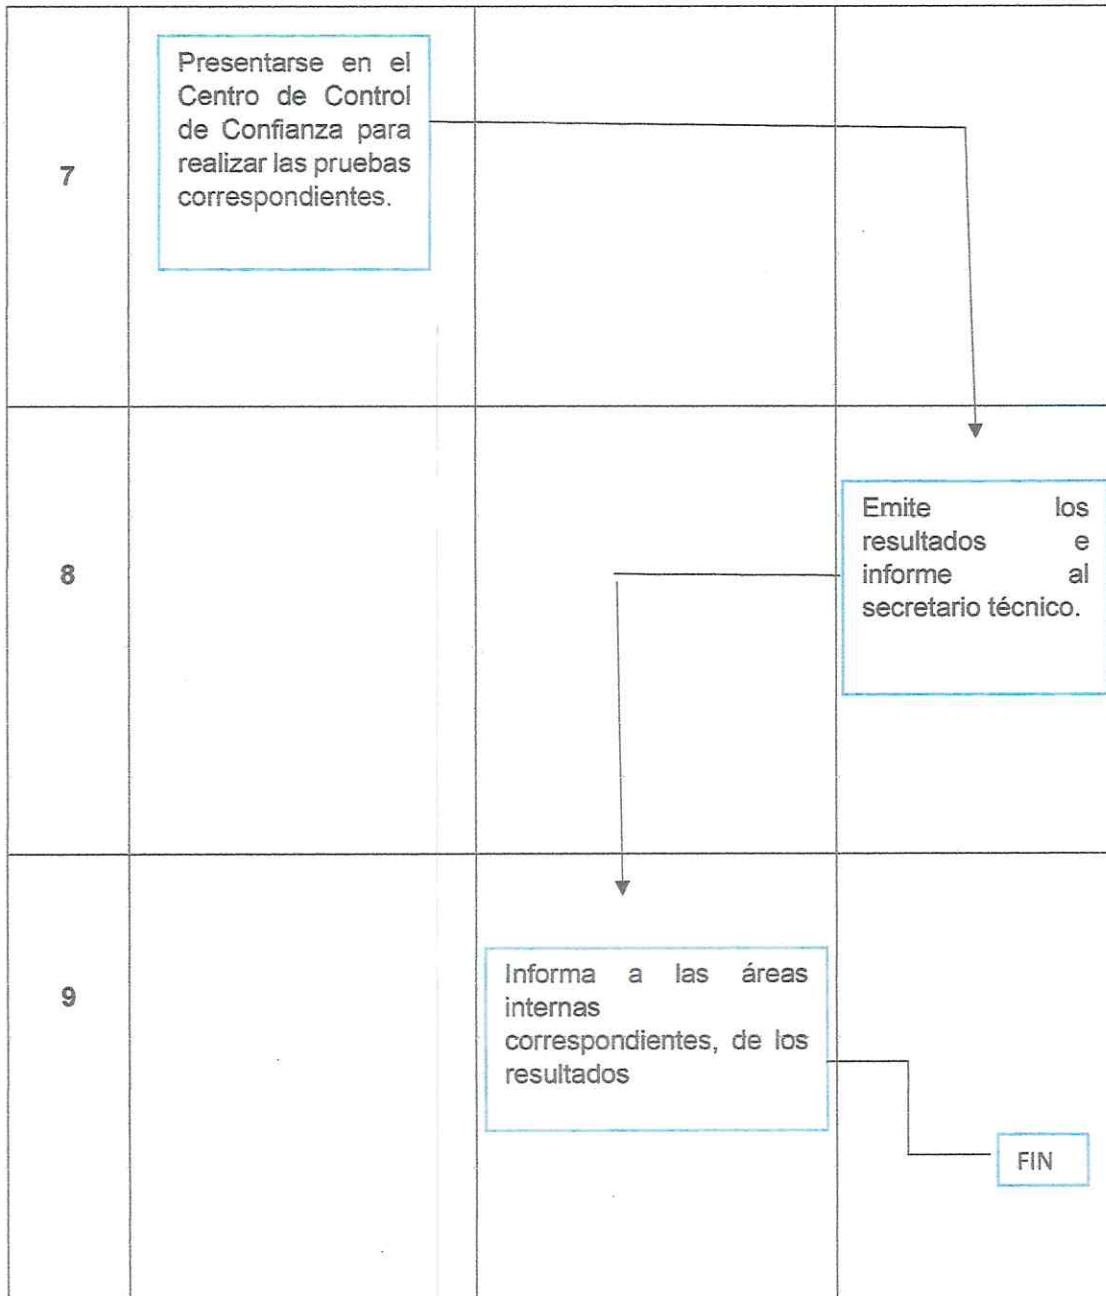 7
Presentarse en el
Centro de Control
de Confianza para
realizar las pruebas
correspondientes.
8
Emite los
resultados e
informe al
secretario técnico.
9
Informa a las áreas
internas
correspondientes, de los
resultados
FIN